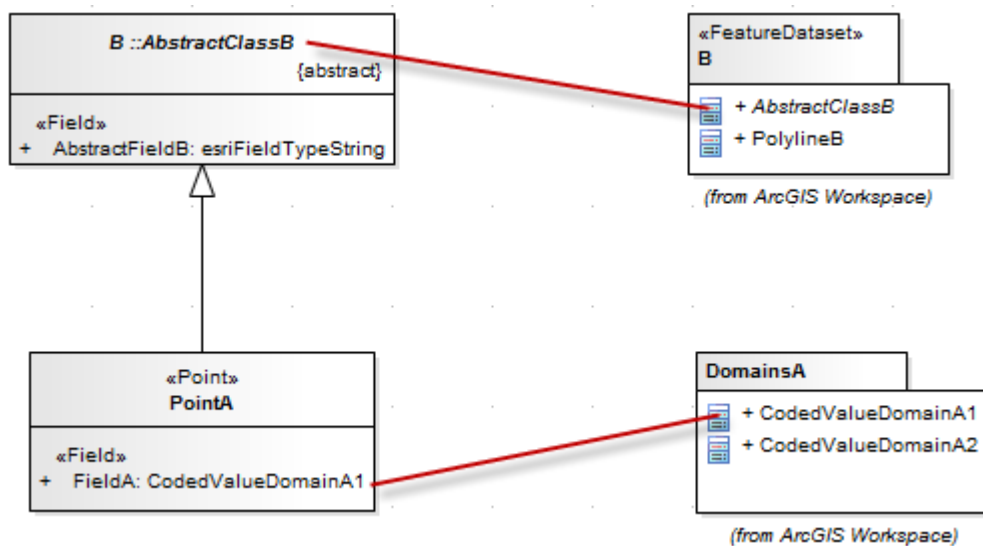 B ::AbstractClassB
{abstract}
«Field»
+ AbstractFieldB: esriFieldTypeString
«FeatureDataset»
B
+ AbstractClassB
+ PolylineB
(from ArcGIS Workspace)
«Point»
PointA
«Field»
+ FieldA: CodedValueDomainA1
DomainsA
+ CodedValueDomainA1
+ CodedValueDomainA2
(from ArcGIS Workspace)